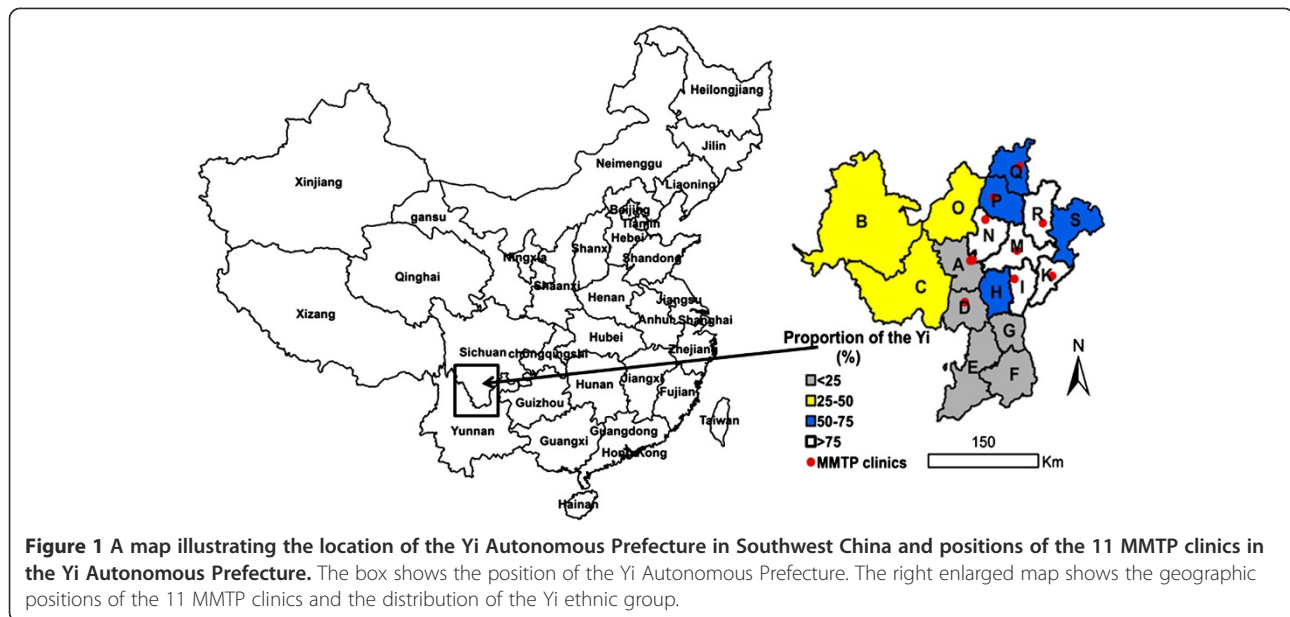 Heilongjiang
Jilin
Neimenggu
Liaoning
Xinjiang
gansu
Beijing
Tianjin
Hebei
Shanxi
Ningxia
Shandong
Qinghai
Shaanxi
Henan
Jiangsu
Xizang
Anhui
Shanghai
Hubei
Sichuan
chongqingshi
Zhejiang
Hunan
Jiangxi
Guizhou
Fujian
Yunnan
Taiwan
Guangxi
Guangdong
Hong Kong
Hainan
Q
P
O
B
R
S
N
M
A
K
C
H
I
D
G
E
F
N
Proportion of the Yi
(%)
<25
25-50
50-75
>75
MMTP clinics
150
Km
Figure 1 A map illustrating the location of the Yi Autonomous Prefecture in Southwest China and positions of the 11 MMTP clinics in
the Yi Autonomous Prefecture. The box shows the position of the Yi Autonomous Prefecture. The right enlarged map shows the geographic
positions of the 11 MMTP clinics and the distribution of the Yi ethnic group.